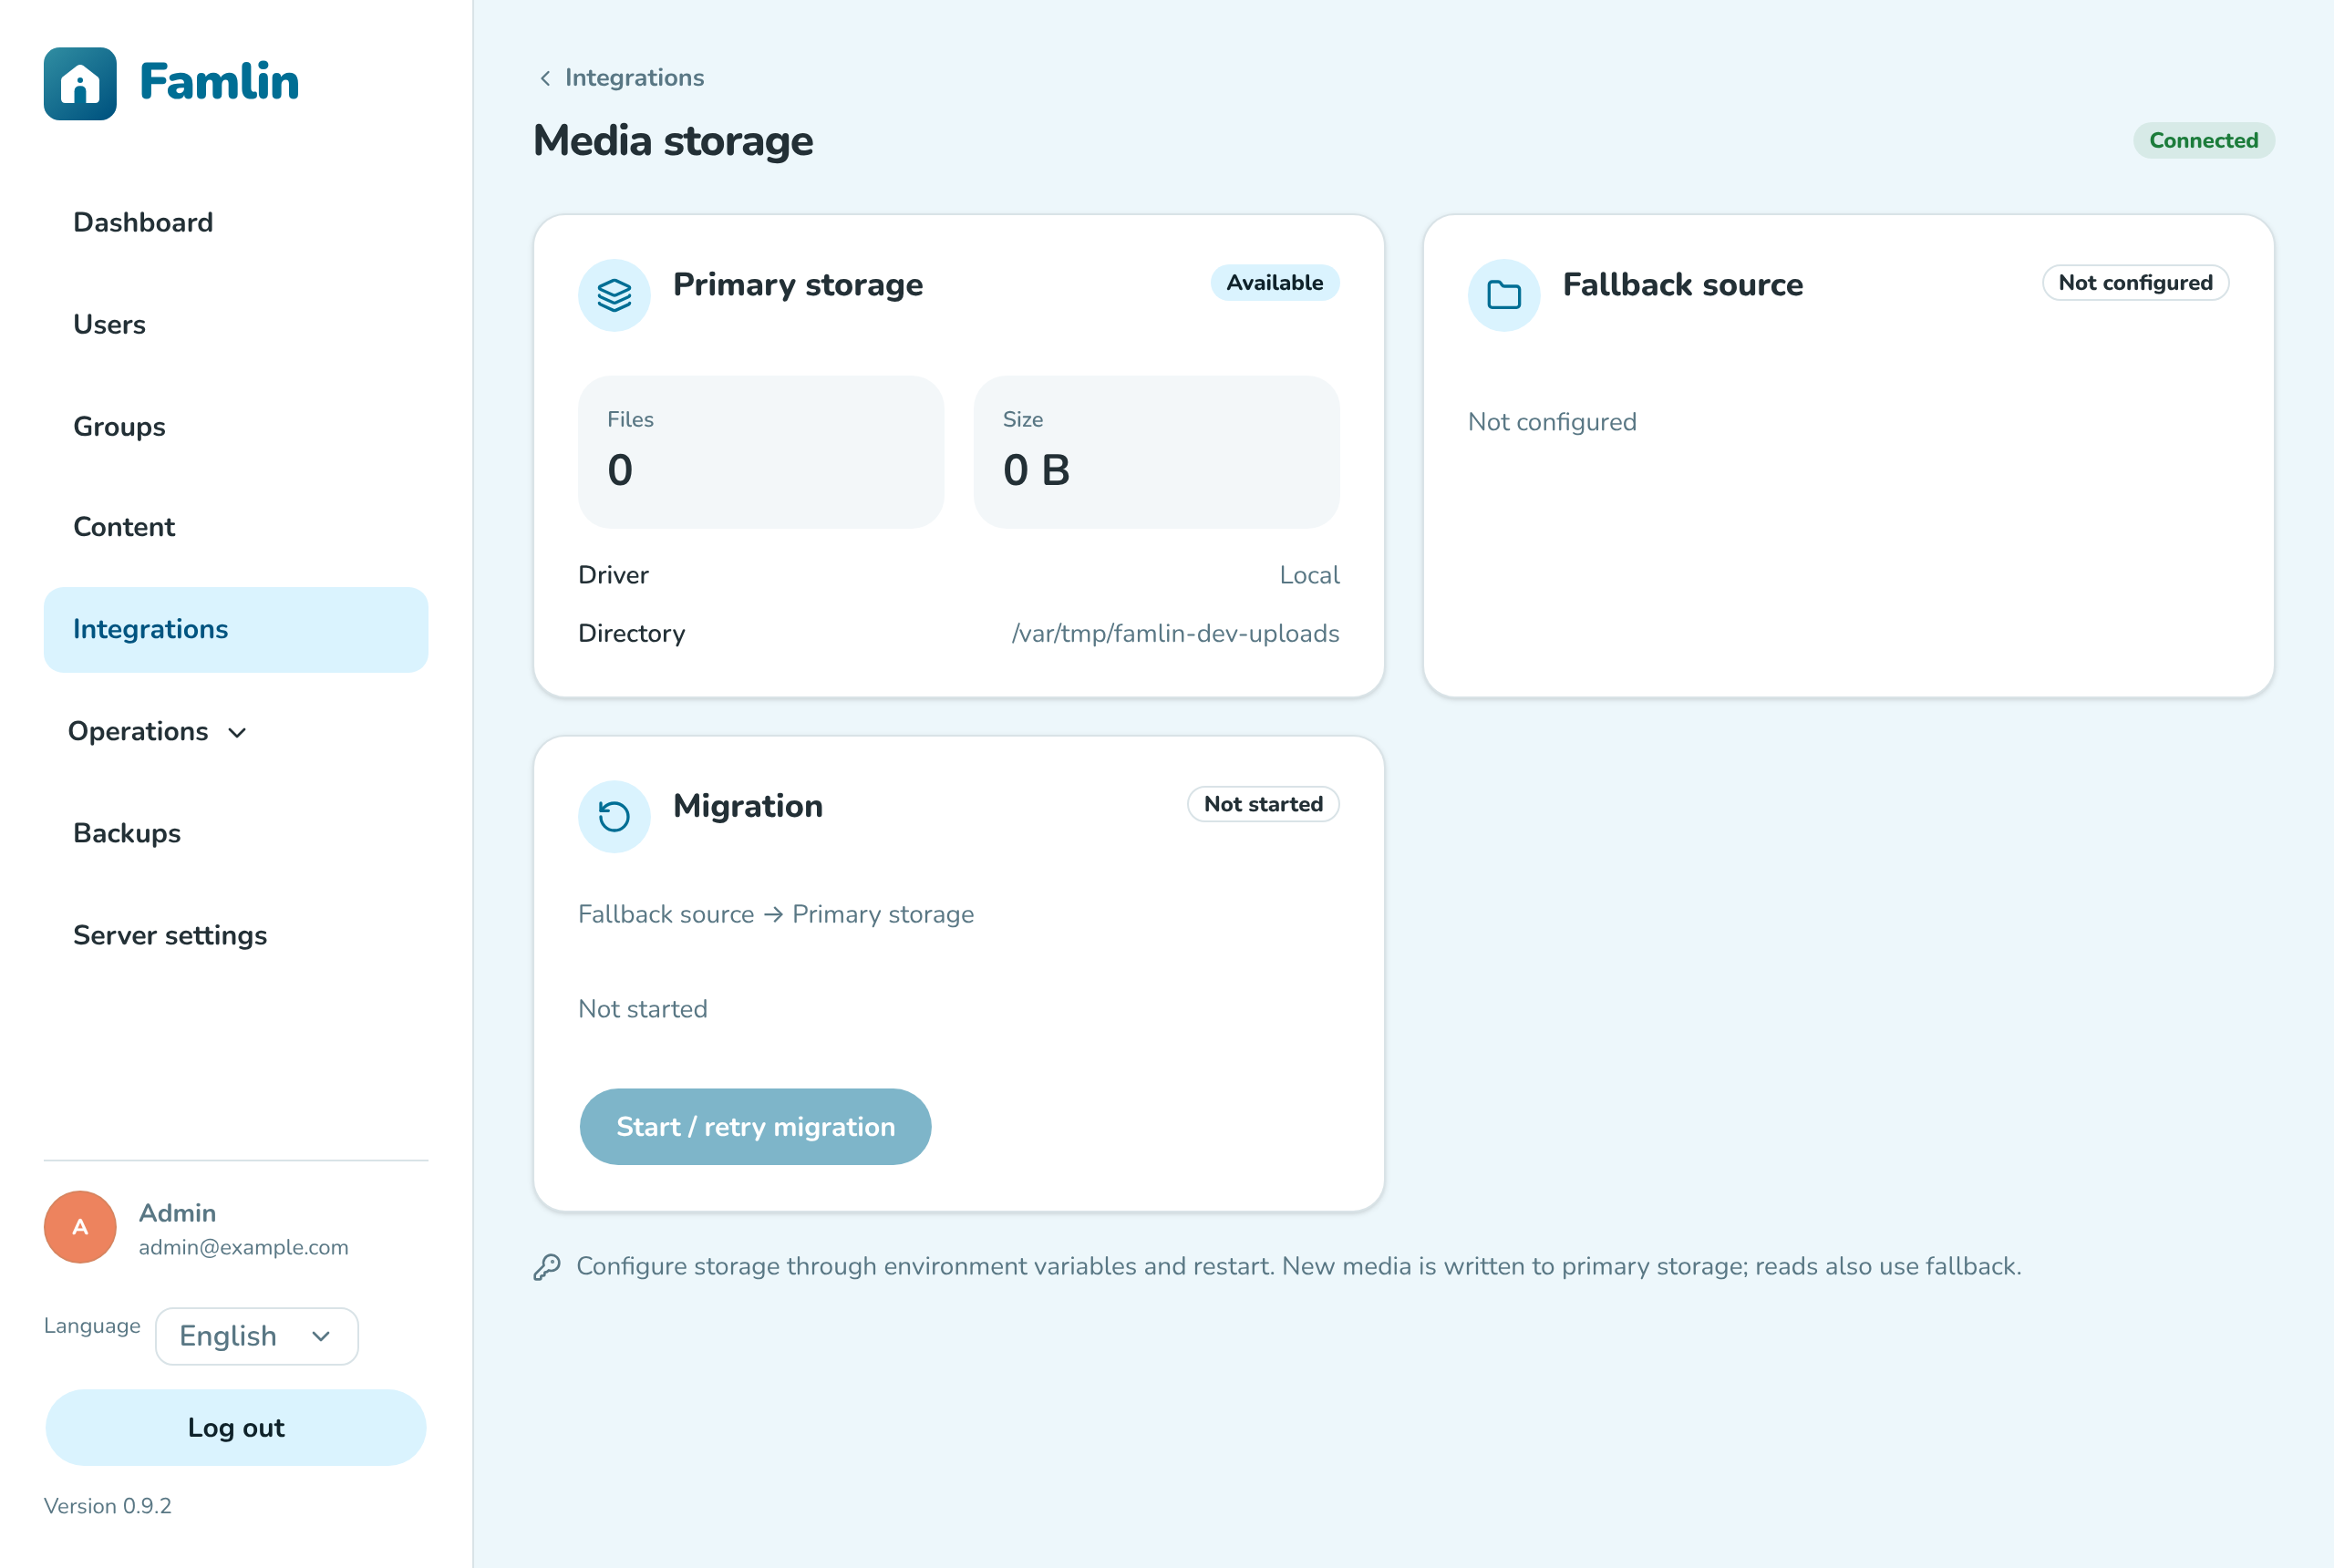 Famlin
Dashboard
Users
Groups
Content
Integrations
Operations
Backups
Server settings
A
Admin
admin@example.com
Language
English
Log out
Version 0.9.2
Integrations
Media storage
Connected
Primary storage
Available
Files
0
Size
0 B
Driver
Local
Directory
/var/tmp/famlin-dev-uploads
Fallback source
Not configured
Not configured
Migration
Not started
Fallback source → Primary storage
Not started
Start / retry migration
Configure storage through environment variables and restart. New media is written to primary storage; reads also use fallback.